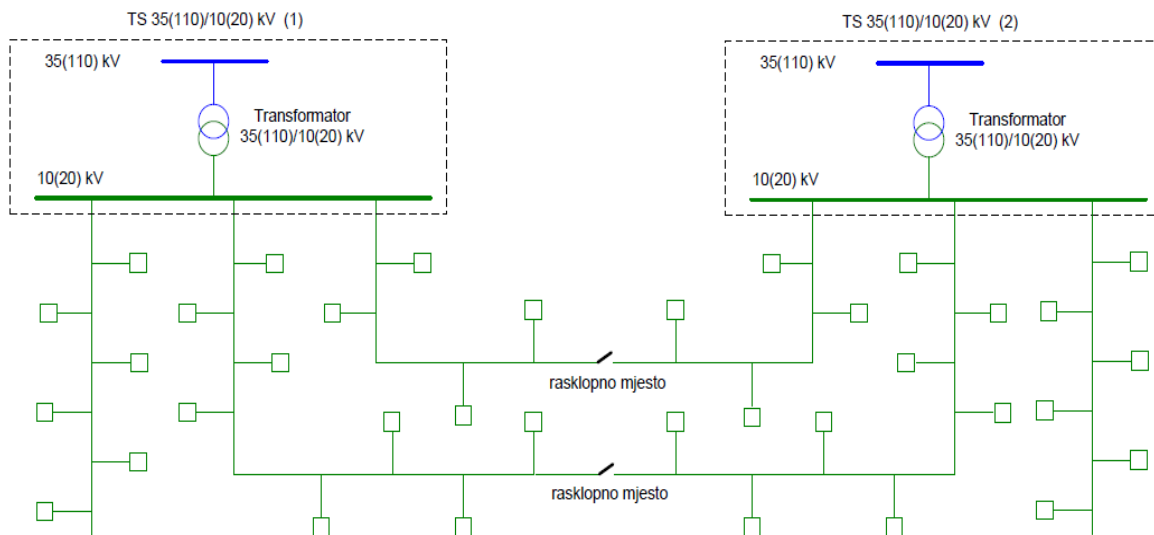 TS 35(110)/10(20) kV (1)
TS 35(110)/10(20) kV (2)
35(110) kV
35(110) kV
Transformator
35(110)/10(20) kV
Transformator
35(110)/10(20) kV
10(20) kV
10(20) kV
rasklopno mjesto
rasklopno mjesto